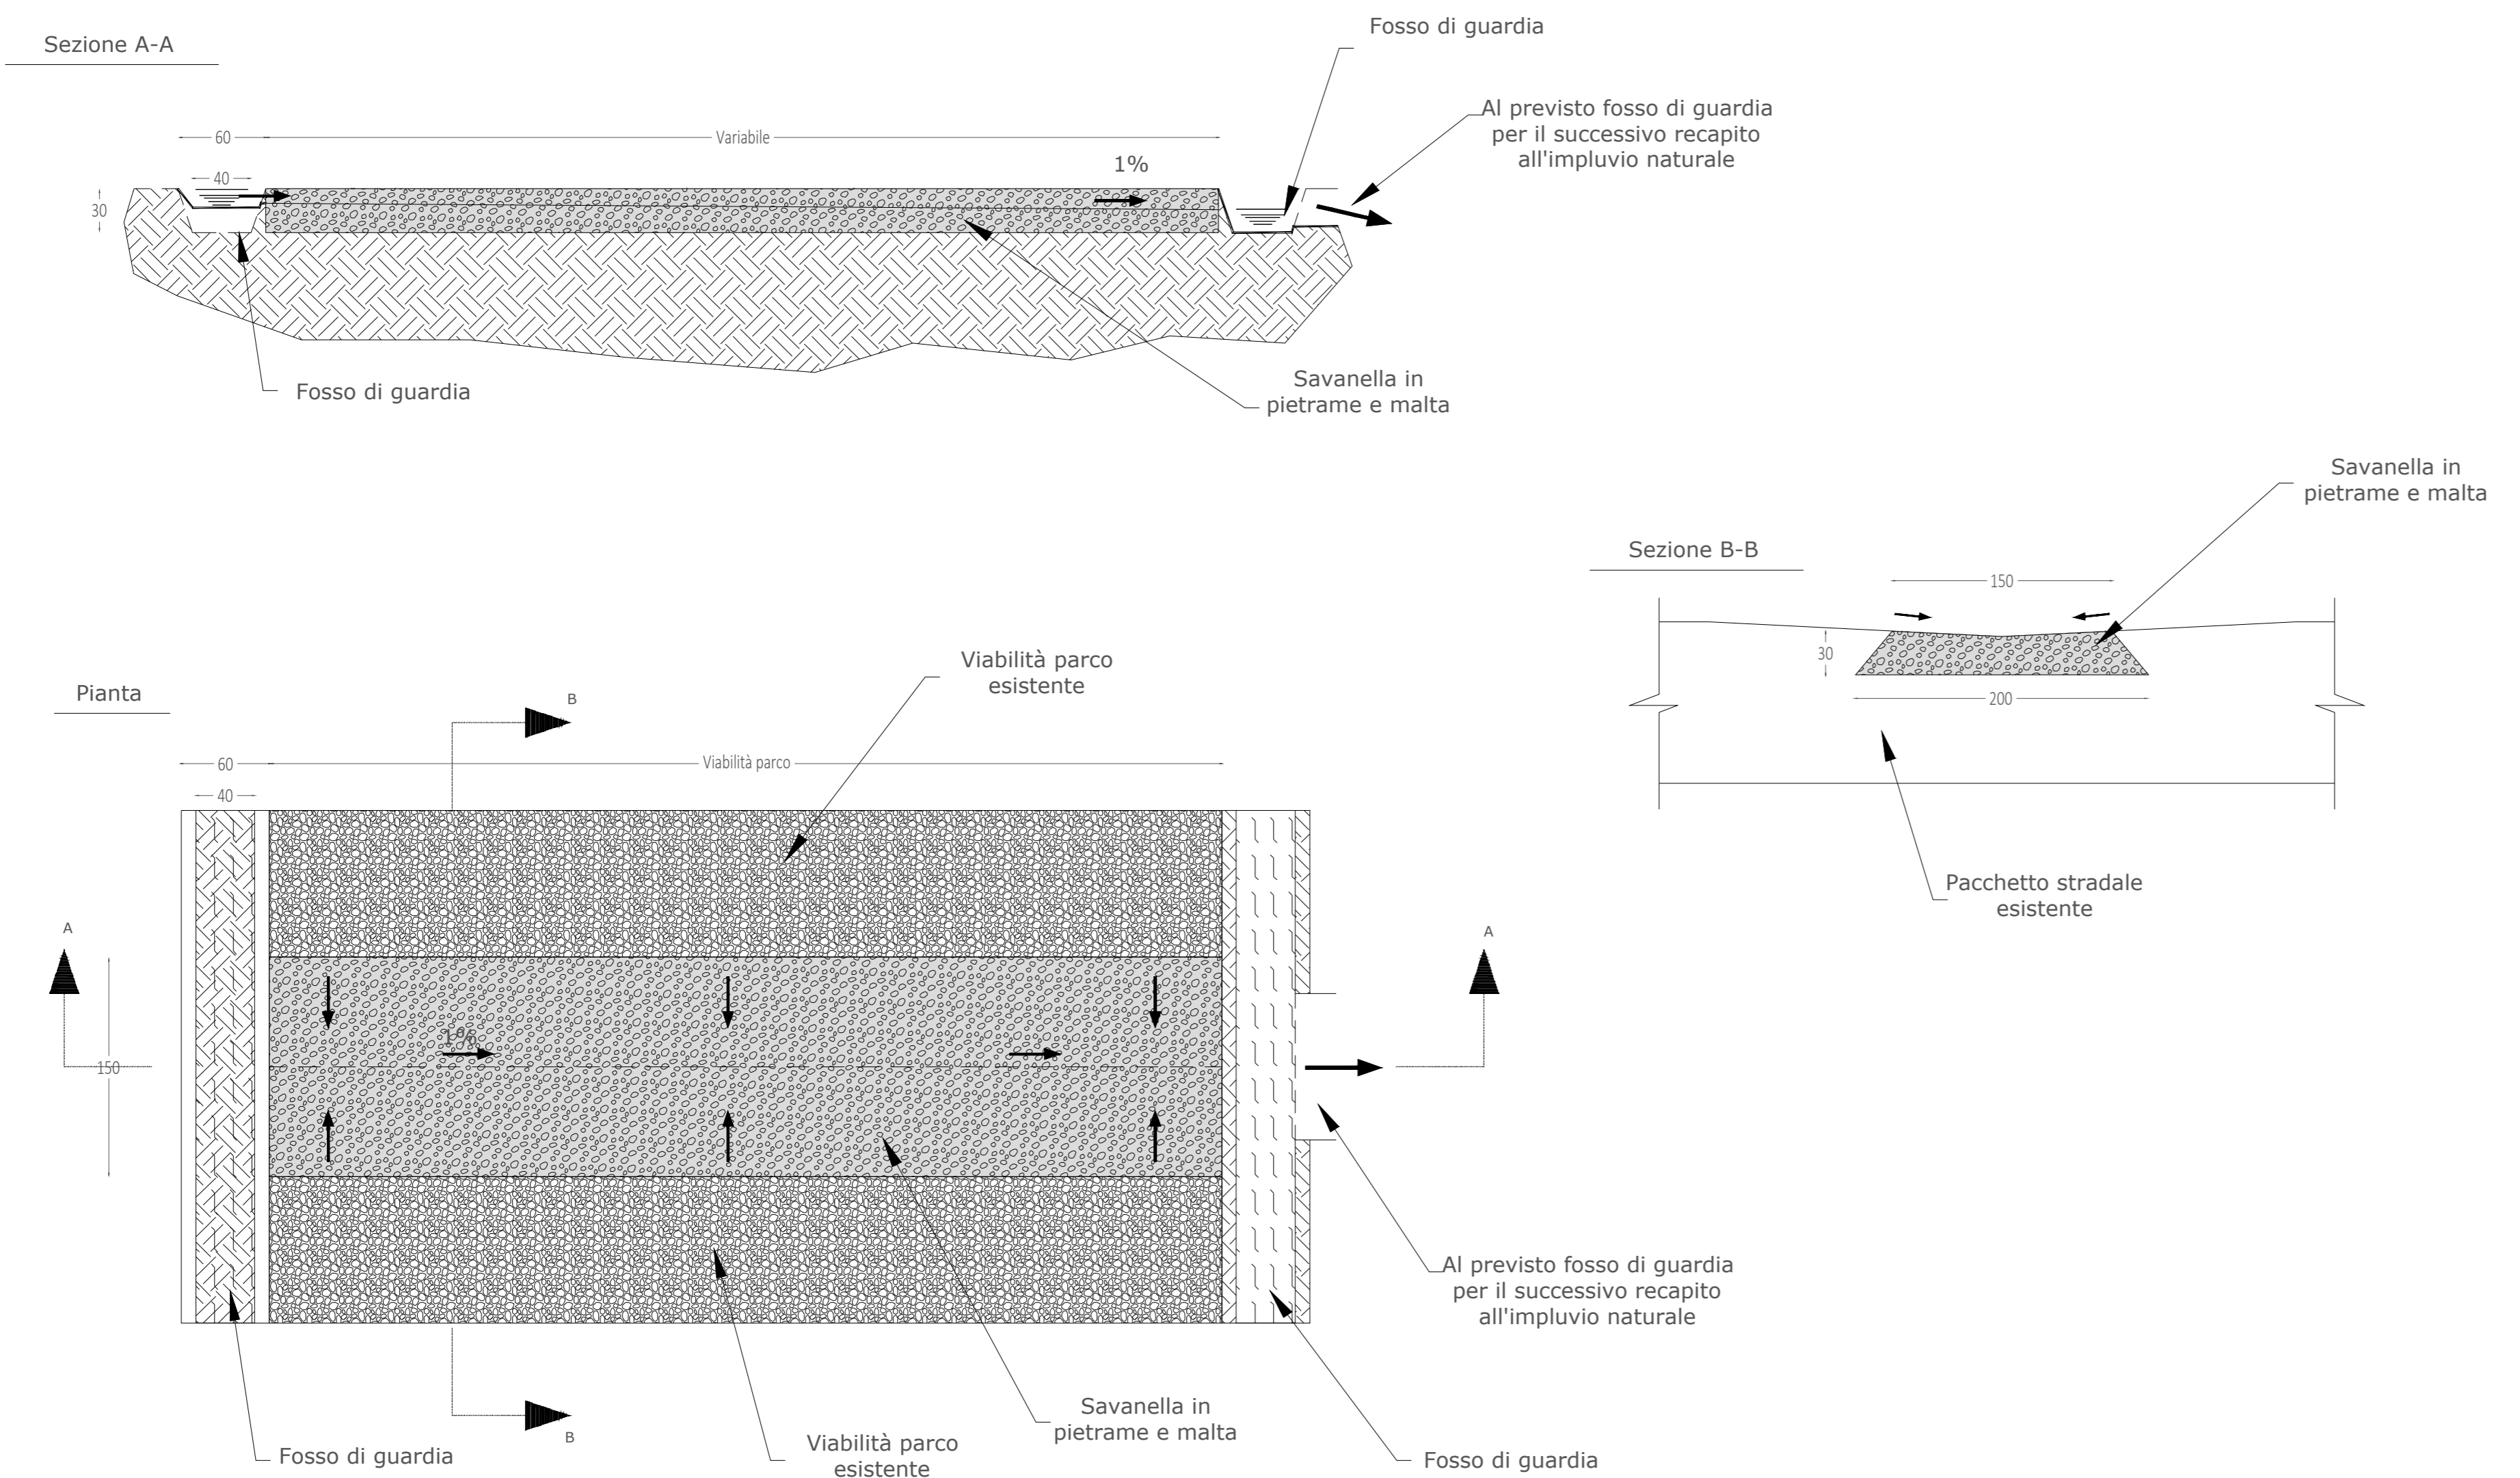 Sezione A-A
Fosso di guardia
Al previsto fosso di guardia
per il successivo recapito
all'impluvio naturale
60
Variabile
1%
40
30
Fosso di guardia
Savanella in
pietrame e malta
Sezione B-B
Savanella in
pietrame e malta
150
30
200
Pacchetto stradale
esistente
Pianta
Viabilità parco
esistente
B
60
Viabilità parco
40
A
A
150
1%
Al previsto fosso di guardia
per il successivo recapito
all'impluvio naturale
Savanella in
pietrame e malta
B
Fosso di guardia
Viabilità parco
esistente
Fosso di guardia